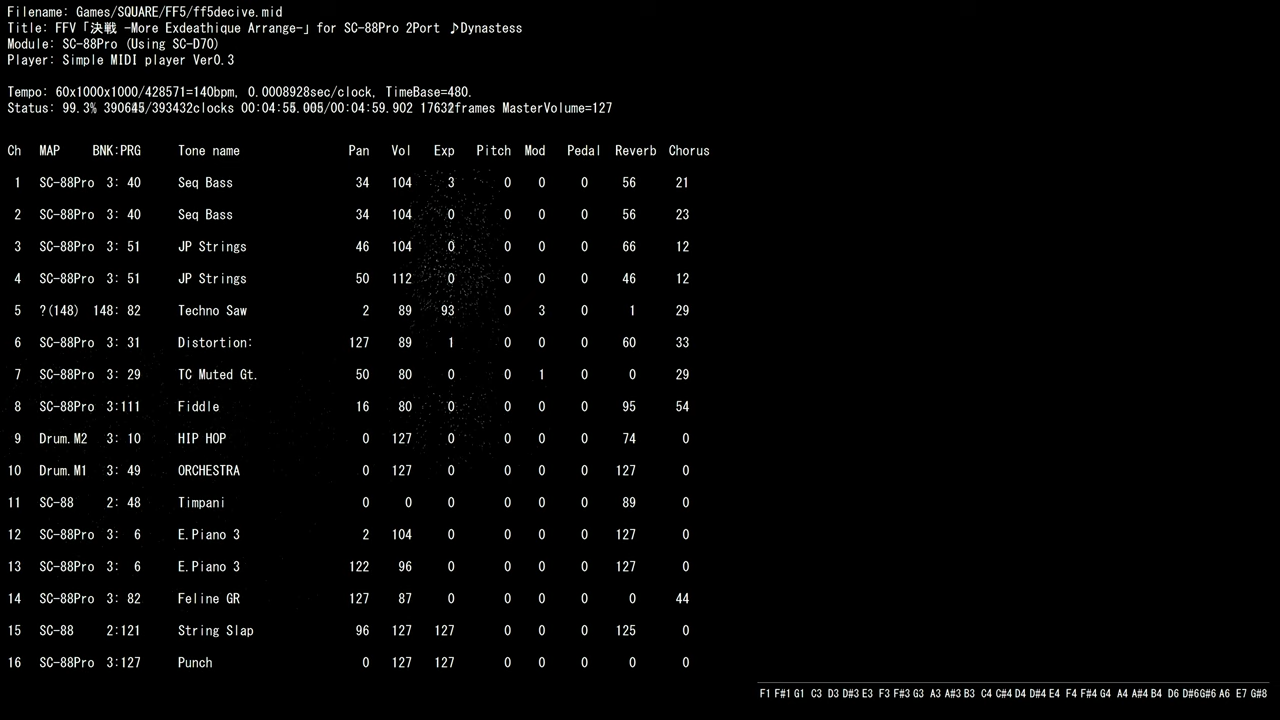 Filename: Games/SQUARE/FF5/ff5decive.mid
Title: FFV「決戦 -More Exdeathique Arrange-」for SC-88Pro 2Port ♪Dynastess
Module: SC-88Pro (Using SC-D70)
Player: Simple MIDI player Ver0.3
Tempo: 60x1000x1000/428571=140bpm, 0.0008928sec/clock, TimeBase=480.
Status: 99.3% 390645/393432clocks 00:04:55.005/00:04:59.902 17632frames MasterVolume=127
Ch MAP BNK:PRG Tone name Pan Vol Exp Pitch Mod Pedal Reverb Chorus
1 SC-88Pro 3: 40 Seq Bass 34 104 3 0 0 0 56 21
2 SC-88Pro 3: 40 Seq Bass 34 104 0 0 0 0 56 23
3 SC-88Pro 3: 51 JP Strings 46 104 0 0 0 0 66 12
4 SC-88Pro 3: 51 JP Strings 50 112 0 0 0 0 46 12
5 ?(148) 148: 82 Techno Saw 2 89 93 0 3 0 1 29
6 SC-88Pro 3: 31 Distortion: 127 89 1 0 0 0 60 33
7 SC-88Pro 3: 29 TC Muted Gt. 50 80 0 0 1 0 0 29
8 SC-88Pro 3:111 Fiddle 16 80 0 0 0 0 95 54
9 Drum.M2 3: 10 HIP HOP 0 127 0 0 0 0 74 0
10 Drum.M1 3: 49 ORCHESTRA 0 127 0 0 0 0 127 0
11 SC-88 2: 48 Timpani 0 0 0 0 0 0 89 0
12 SC-88Pro 3: 6 E.Piano 3 2 104 0 0 0 0 127 0
13 SC-88Pro 3: 6 E.Piano 3 122 96 0 0 0 0 127 0
14 SC-88Pro 3: 82 Feline GR 127 87 0 0 0 0 0 44
15 SC-88 2:121 String Slap 96 127 127 0 0 0 125 0
16 SC-88Pro 3:127 Punch 0 127 127 0 0 0 0 0
F1 F#1 G1 C3 D3 D#3 E3 F3 F#3 G3 A3 A#3 B3 C4 C#4 D4 D#4 E4 F4 F#4 G4 A4 A#4 B4 D6 D#6 G#6 A6 E7 G#8